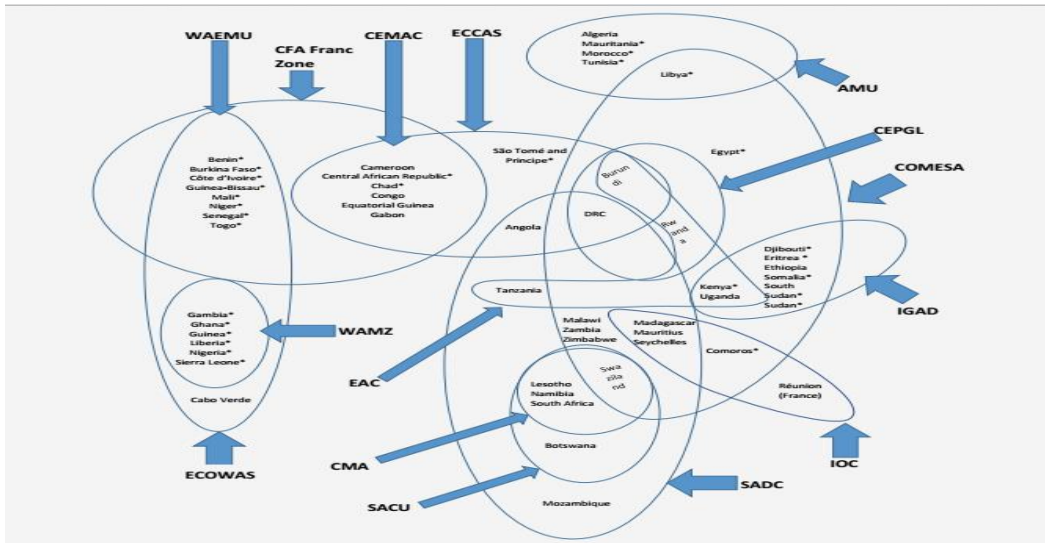 WAEMU
CFA Franc
Zone
CEMAC
ECCAS
Algeria
Mauritania*
Morocco*
Tunisia*
Libya*
AMU
CEPGL
COMESA
Benin*
Burkina Faso*
Côte d'Ivoire*
Guinea-Bissau*
Mali*
Niger*
Senegal*
Togo*
Cameroon
Central African Republic*
Chad*
Congo
Equatorial Guinea
Gabon
São Tomé and
Principe*
Egypt*
Burun
di
DRC
Rw
and
a
Angola
Tanzania
Kenya*
Uganda
Djibouti*
Eritrea *
Ethiopia
Somalia*
South
Sudan*
Sudan*
IGAD
Gambia*
Ghana*
Guinea*
Liberia*
Nigeria*
Sierra Leone*
WAMZ
Cabo Verde
ECOWAS
EAC
Malawi
Zambia
Zimbabwe
Madagascar
Mauritius
Seychelles
Comoros*
Réunion
(France)
IOC
Swa
zila
nd
Lesotho
Namibia
South Africa
Botswana
Mozambique
CMA
SACU
SADC